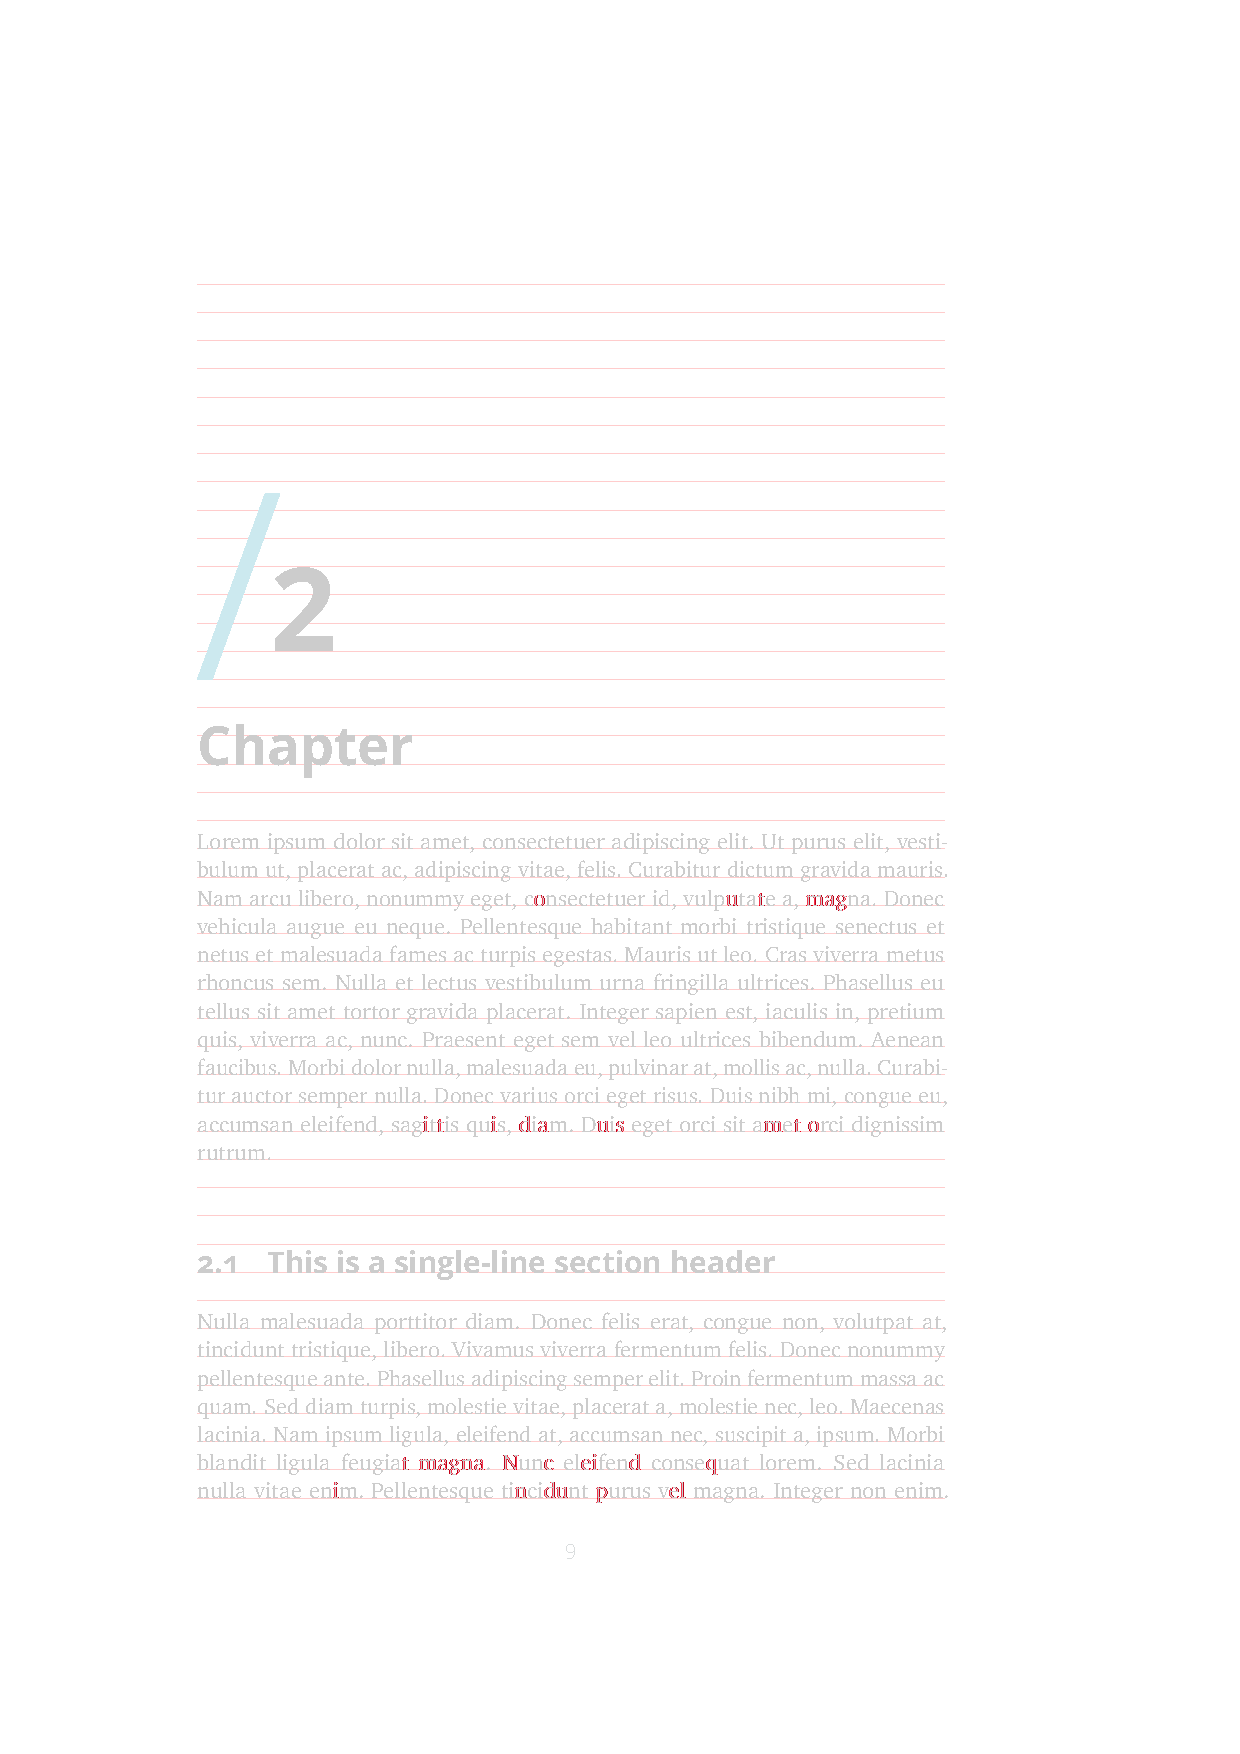 2
Chapter
Lorem ipsum dolor sit amet, consectetuer adipiscing elit. Ut purus elit, vesti-
bulum ut, placerat ac, adipiscing vitae, felis. Curabitur dictum gravida mauris.
Nam arcu libero, nonummy eget, consectetuer id, vulputate a, magna. Donec
vehicula augue eu neque. Pellentesque habitant morbi tristique senectus et
netus et malesuada fames ac turpis egestas. Mauris ut leo. Cras viverra metus
rhoncus sem. Nulla et lectus vestibulum urna fringilla ultrices. Phasellus eu
tellus sit amet tortor gravida placerat. Integer sapien est, iaculis in, pretium
quis, viverra ac, nunc. Praesent eget sem vel leo ultrices bibendum. Aenean
faucibus. Morbi dolor nulla, malesuada eu, pulvinar at, mollis ac, nulla. Curabi-
tur auctor semper nulla. Donec varius orci eget risus. Duis nibh mi, congue eu,
accumsan eleifend, sagittis quis, diam. Duis eget orci sit amet orci dignissim
rutrum.
2.1 This is a single-line section header
Nulla malesuada porttitor diam. Donec felis erat, congue non, volutpat at,
tincidunt tristique, libero. Vivamus viverra fermentum felis. Donec nonummy
pellentesque ante. Phasellus adipiscing semper elit. Proin fermentum massa ac
quam. Sed diam turpis, molestie vitae, placerat a, molestie nec, leo. Maecenas
lacinia. Nam ipsum ligula, eleifend at, accumsan nec, suscipit a, ipsum. Morbi
blandit ligula feugiat magna. Nunc eleifend consequat lorem. Sed lacinia
nulla vitae enim. Pellentesque tincidunt purus vel magna. Integer non enim.
9